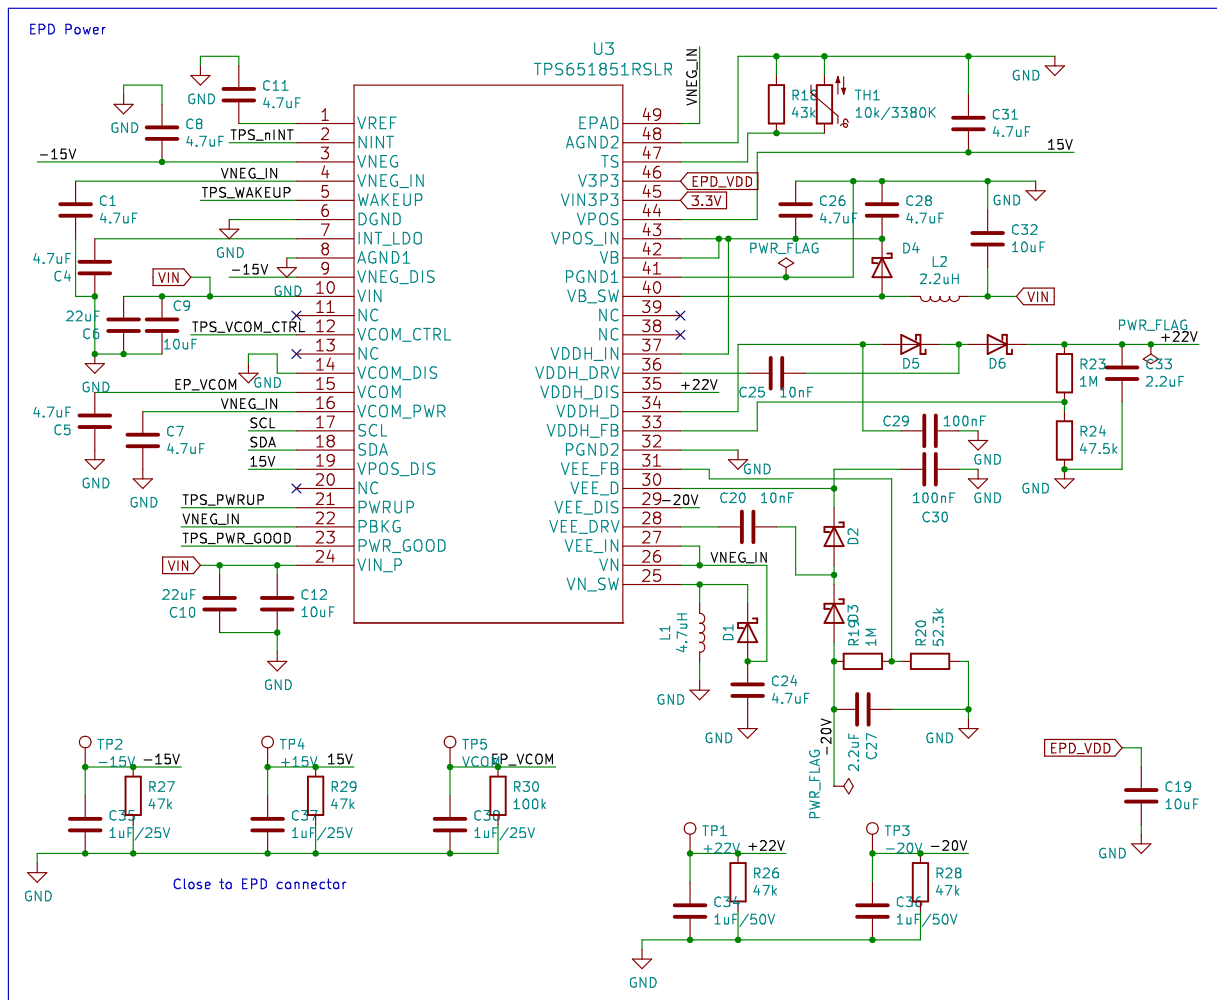 EPD Power
U3
TPS651851RSLR
C11
4.7uF
GND
C8
4.7uF
GND
TPS_nINT
-15V
VNEG_IN
TPS_WAKEUP
C1
4.7uF
GND
4.7uF
C4
-15V
GND
VIN
22uF
C6
C9
10uF
TPS_VCOM_CTRL
GND
GND
EP_VCOM
4.7uF
C5
VNEG_IN
C7
4.7uF
SCL
SDA
15V
GND
GND
TPS_PWRUP
VNEG_IN
TPS_PWR_GOOD
VIN
22uF
C10
C12
10uF
GND
1 VREF
2 NINT
3 VNEG
4 VNEG_IN
5 WAKEUP
6 DGND
7 INT_LDO
8 AGND1
9 VNEG_DIS
10 VIN
11 NC
12 VCOM_CTRL
13 NC
14 VCOM_DIS
15 VCOM
16 VCOM_PWR
17 SCL
18 SDA
19 VPOS_DIS
20 NC
21 PWRUP
22 PBKG
23 PWR_GOOD
24 VIN_P
EPAD 49
AGND2 48
TS 47
V3P3 46
VIN3P3 45
VPOS 44
VPOS_IN 43
VB 42
PGND1 41
VB_SW 40
NC 39
NC 38
VDDH_IN 37
VDDH_DRV 36
VDDH_DIS 35
VDDH_D 34
VDDH_FB 33
PGND2 32
VEE_FB 31
VEE_D 30
VEE_DIS 29
VEE_DRV 28
VEE_IN 27
VN 26
VN_SW 25
VNEG_IN
R18
43k
TH1
10k/3380K
GND
C31
4.7uF
15V
EPD_VDD
3.3V
C26
4.7uF
C28
4.7uF
GND
C32
10uF
PWR_FLAG
D4
L2
2.2uH
VIN
PWR_FLAG
+22V
D5
D6
C25 10nF
R23
1M
C33
2.2uF
+22V
C29 100nF
GND
R24
47.5k
GND
GND
100nF
C30
GND
-20V
C20 10nF
D2
VNEG_IN
D3
L1
4.7uH
D1
R19
1M
R20
52.3k
GND
C24
4.7uF
GND
-20V
2.2uF
C27
GND
PWR_FLAG
EPD_VDD
C19
10uF
GND
TP2
-15V
-15V
R27
47k
C35
1uF/25V
TP4
+15V
15V
R29
47k
C37
1uF/25V
TP5
VCOM
EP_VCOM
R30
100k
C38
1uF/25V
GND
Close to EPD connector
TP1
+22V
+22V
R26
47k
C34
1uF/50V
TP3
-20V
-20V
R28
47k
C36
1uF/50V
GND